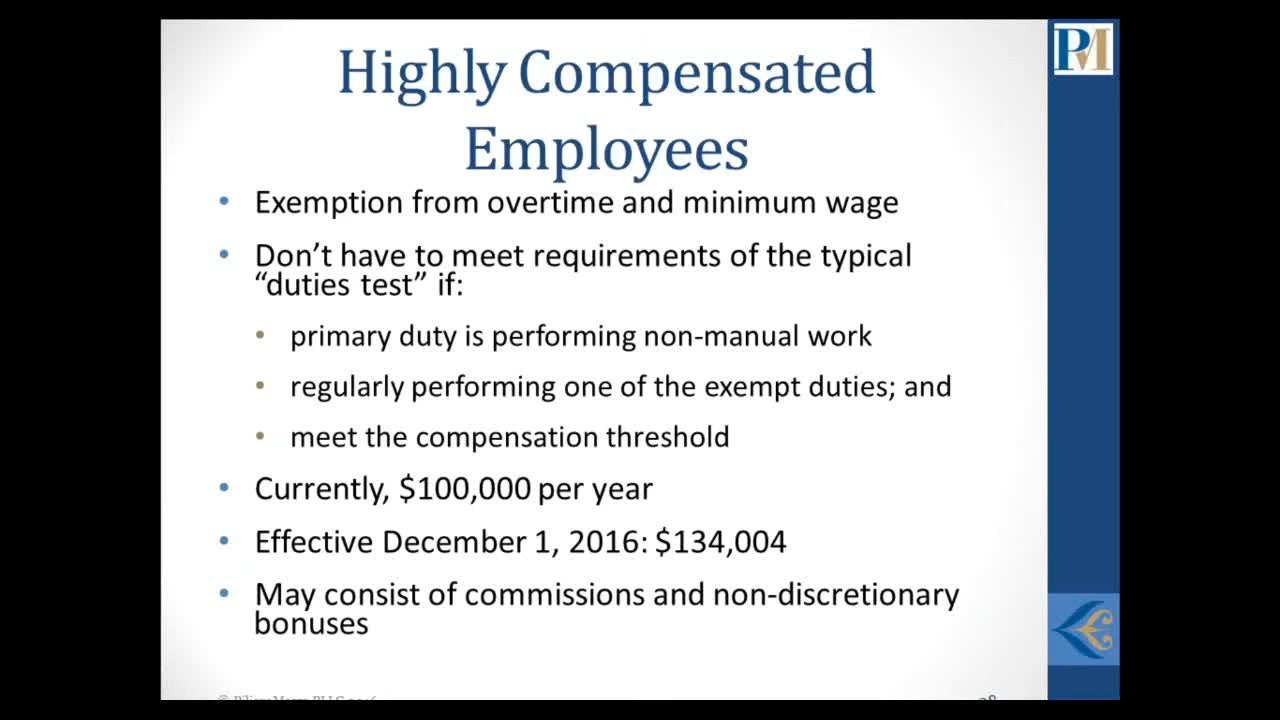 PM
Highly Compensated
Employees
• Exemption from overtime and minimum wage
• Don’t have to meet requirements of the typical
“duties test” if:
• primary duty is performing non-manual work
• regularly performing one of the exempt duties; and
• meet the compensation threshold
• Currently, $100,000 per year
• Effective December 1, 2016: $134,004
• May consist of commissions and non-discretionary
bonuses